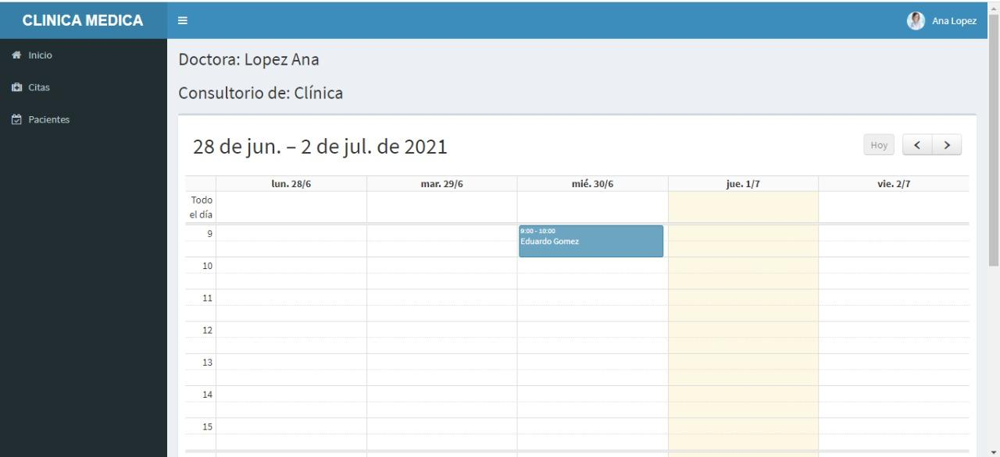 CLINICA MEDICA
Ana Lopez
Inicio
Citas
Pacientes
Doctora: Lopez Ana
Consultorio de: Clínica
28 de jun. – 2 de jul. de 2021
Hoy
lun. 28/6 mar. 29/6 mié. 30/6 jue. 1/7 vie. 2/7
Todo
el día
9
9:00 - 10:00
Eduardo Gomez
10
11
12
13
14
15